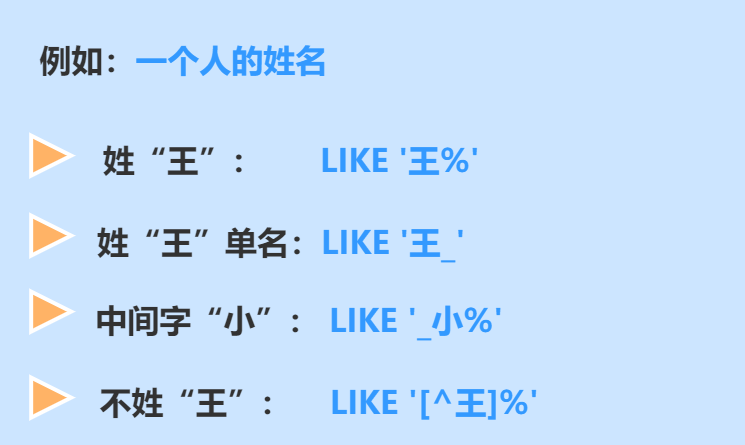 例如：一个人的姓名
姓“王”： LIKE '王%'
姓“王”单名：LIKE '王_'
中间字“小”： LIKE '_小%'
不姓“王”： LIKE '[^王]%'